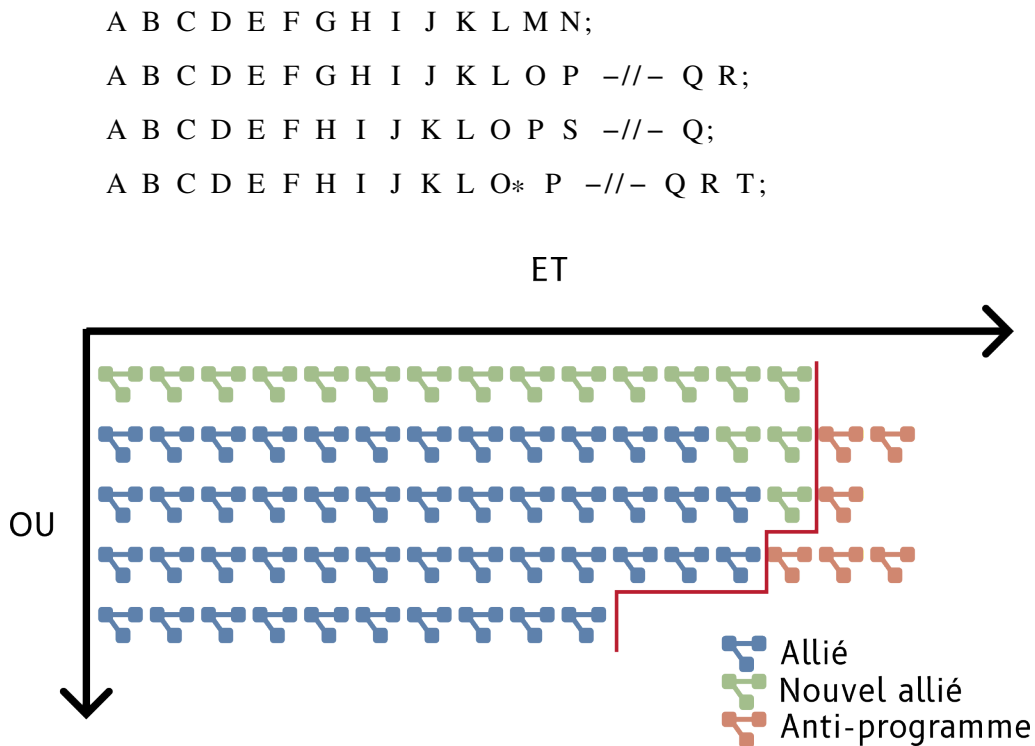 A B C D E F G H I J K L M N;
A B C D E F G H I J K L O P –//– Q R;
A B C D E F H I J K L O P S –//– Q;
A B C D E F H I J K L O* P –//– Q R T;
ET
OU
Allié
Nouvel allié
Anti-programme